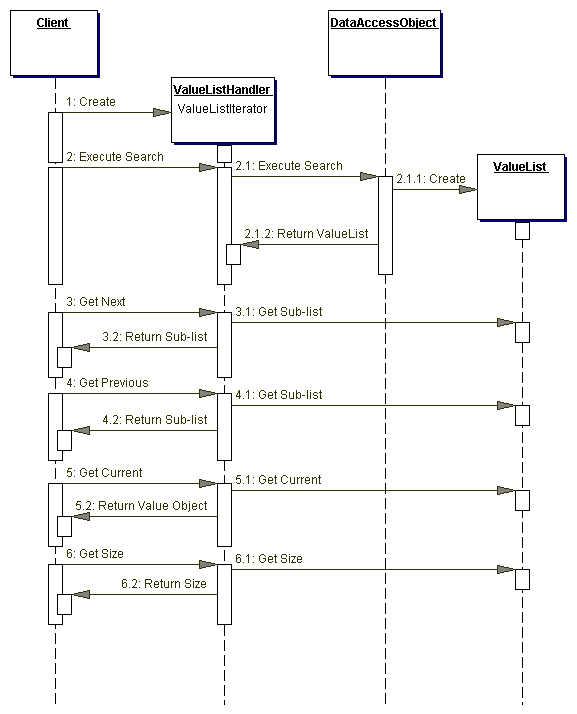 Client
DataAccessObject
ValueListHandler
ValueListIterator
1: Create
2: Execute Search
2.1: Execute Search
2.1.1: Create
ValueList
2.1.2: Return ValueList
3: Get Next
3.1: Get Sub-list
3.2: Return Sub-list
4: Get Previous
4.1: Get Sub-list
4.2: Return Sub-list
5: Get Current
5.1: Get Current
5.2: Return Value Object
6: Get Size
6.1: Get Size
6.2: Return Size